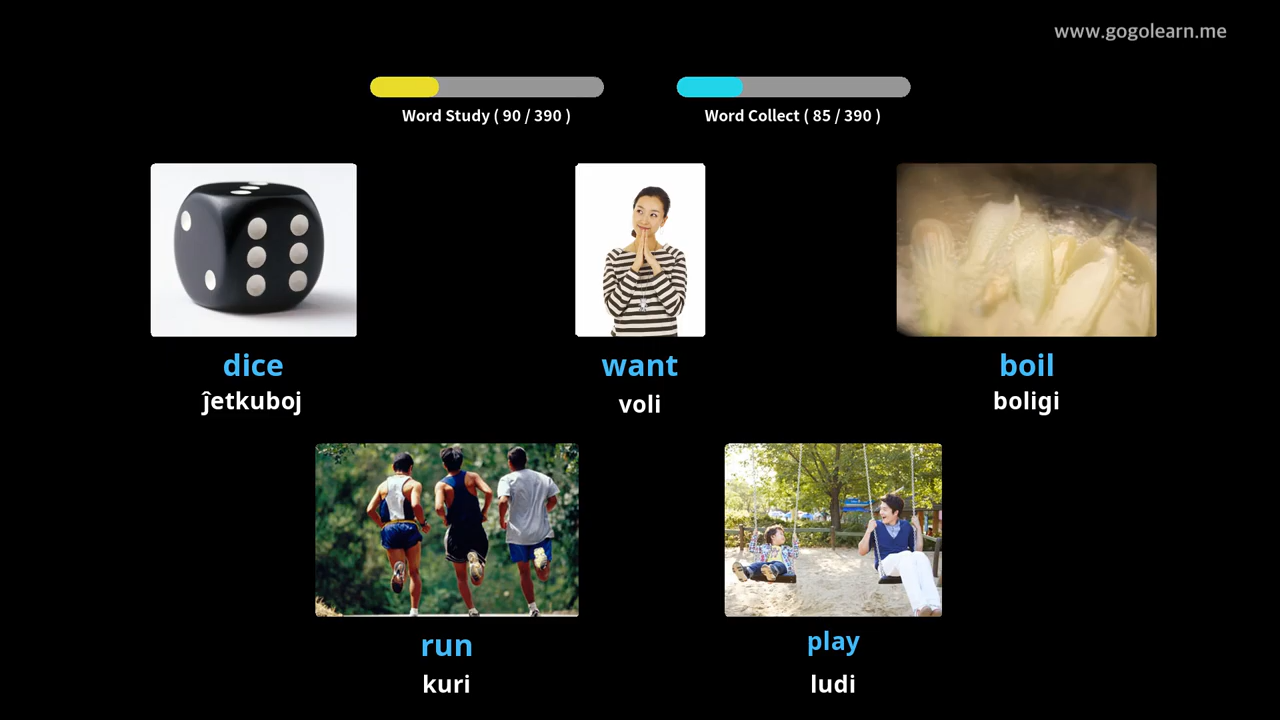 www.gogolearn.me
Word Study ( 90 / 390 )
Word Collect ( 85 / 390 )
dice
ĵetkuboj
want
voli
boil
boligi
run
kuri
play
ludi